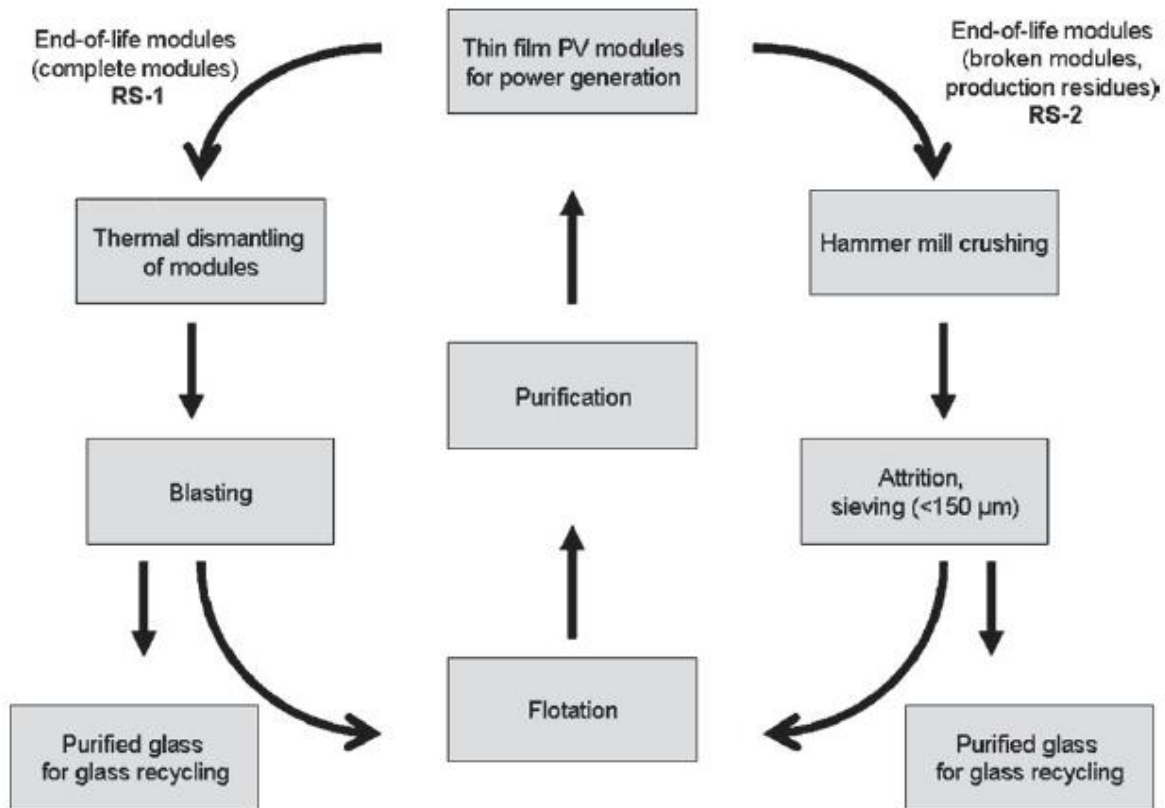 End-of-life modules
(complete modules)
RS-1
Thin film PV modules
for power generation
End-of-life modules
(broken modules,
production residues)
RS-2
Thermal dismantling
of modules
Hammer mill crushing
Purification
Blasting
Attrition,
sieving (<150 µm)
Flotation
Purified glass
for glass recycling
Purified glass
for glass recycling